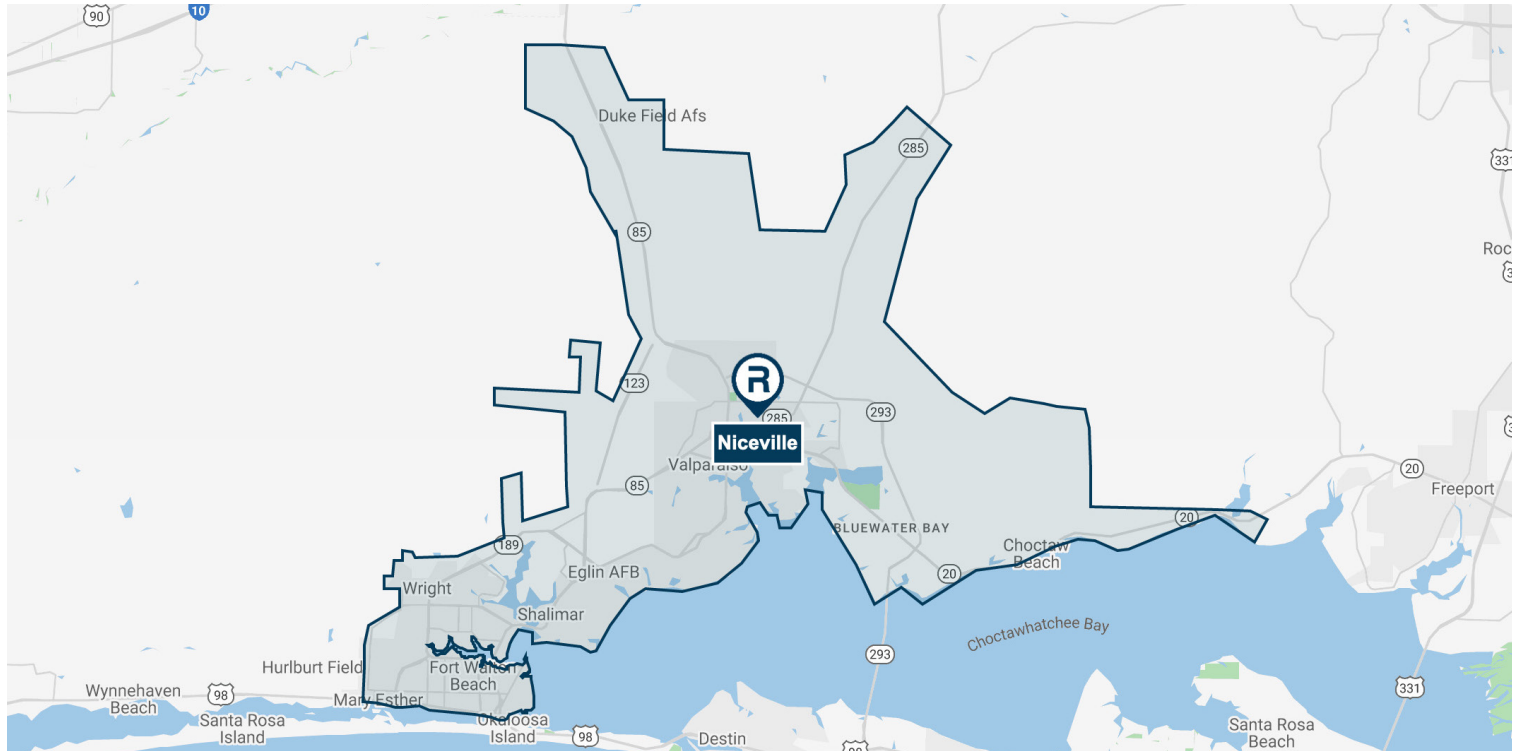 90
10
Duke Field Afs
285
331
85
Roc
123
R
285
293
Niceville
Valparaiso
20
85
Freeport
BLUEWATER BAY
20
189
Choctaw
Beach
Eglin AFB
20
Wright
Shalimar
Choctawhatchee Bay
293
Hurlburt Field
Fort Walton
Beach
Wynnehaven
Beach
98
Mary Esther
331
Santa Rosa
Island
Okaloosa
Island
98
Destin
98
Santa Rosa
Beach